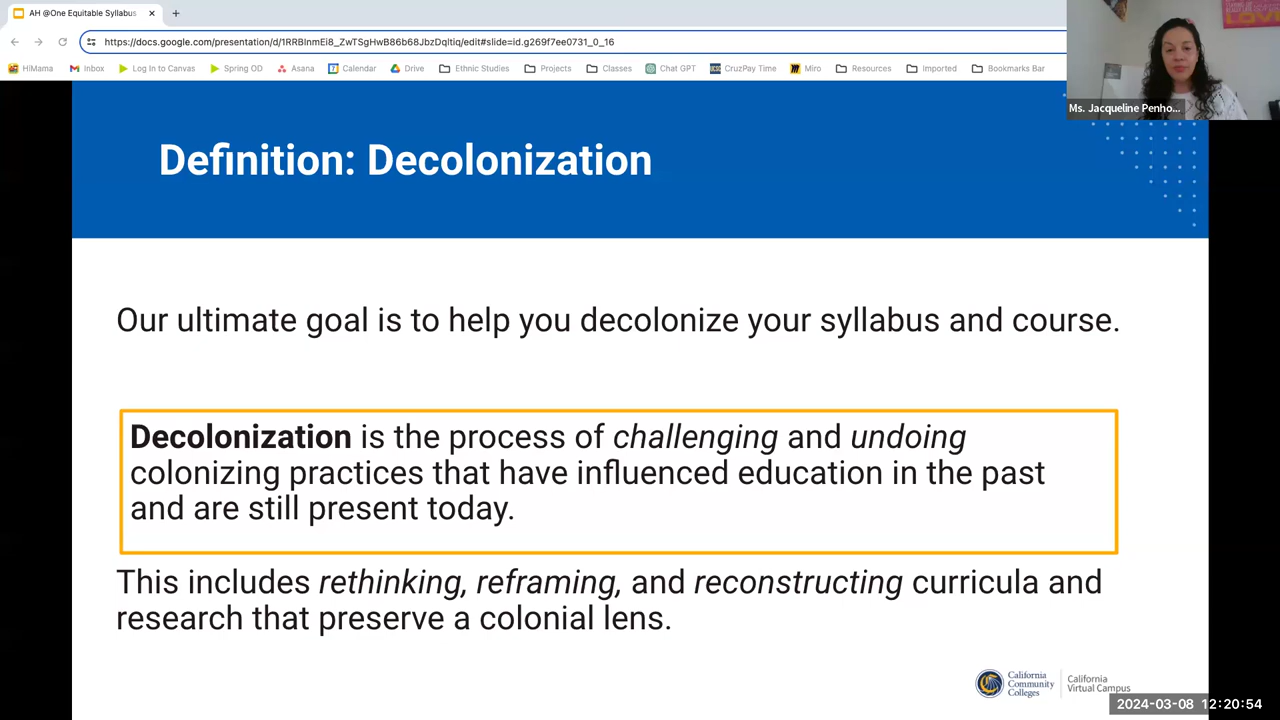 AH @One Equitable Syllabus
https://docs.google.com/presentation/d/1RRBlnmEi8_ZwTSgHwB86b68JbzDqltiq/edit#slide=id.g269f7ee0731_0_16
HiMama Inbox Log In to Canvas Spring OD Asana Calendar Drive Ethnic Studies Projects Classes Chat GPT CruzPay Time Miro Resources Imported Bookmarks Bar
Ms. Jacqueline Penho...
Definition: Decolonization
Our ultimate goal is to help you decolonize your syllabus and course.
Decolonization is the process of challenging and undoing
colonizing practices that have influenced education in the past
and are still present today.
This includes rethinking, reframing, and reconstructing curricula and
research that preserve a colonial lens.
California
Community
Colleges
California
Virtual Campus
2024-03-08 12:20:54